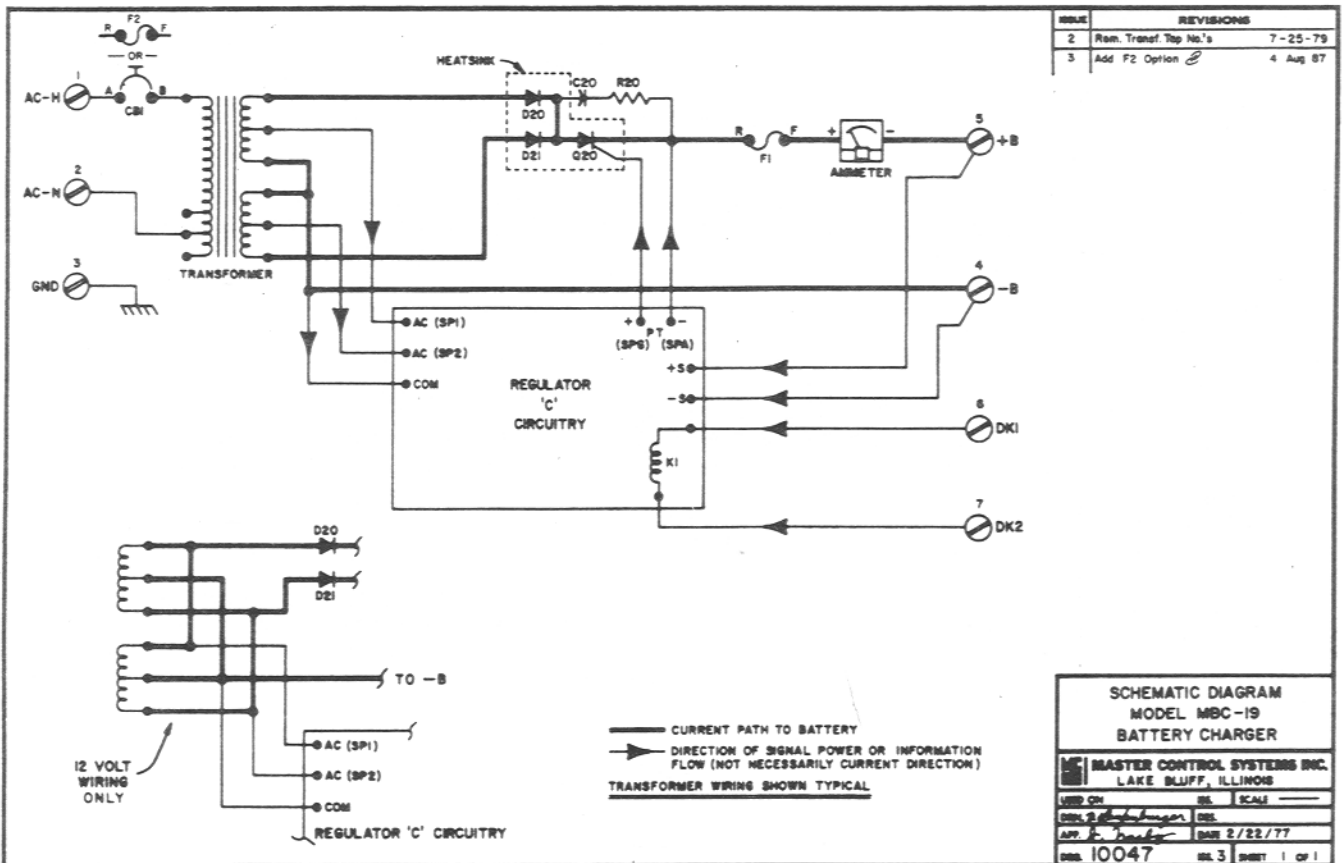 F2
R F
— OR —
1
AC-H
A B
CB1
2
AC-N
3
GND
TRANSFORMER
HEATSINK
C20 R20
D20
D21 Q20
R F
F1
+ -
AMMETER
5
+B
4
-B
AC (SP1)
AC (SP2)
COM
+ PT -
(SPG) (SPA)
+S
-S
REGULATOR
'C'
CIRCUITRY
K1
6
DK1
7
DK2
D20
D21
TO -B
12 VOLT
WIRING
ONLY
AC (SP1)
AC (SP2)
COM
REGULATOR 'C' CIRCUITRY
CURRENT PATH TO BATTERY
DIRECTION OF SIGNAL POWER OR INFORMATION
FLOW (NOT NECESSARILY CURRENT DIRECTION)
TRANSFORMER WIRING SHOWN TYPICAL
ISSUE REVISIONS
2 Rem. Transf. Tap No.'s 7-25-79
3 Add F2 Option 4 Aug 87
SCHEMATIC DIAGRAM
MODEL MBC-19
BATTERY CHARGER
MASTER CONTROL SYSTEMS INC.
LAKE BLUFF, ILLINOIS
USED ON SCALE
APP. DATE 2/22/77
10047 3 SHEET 1 OF 1